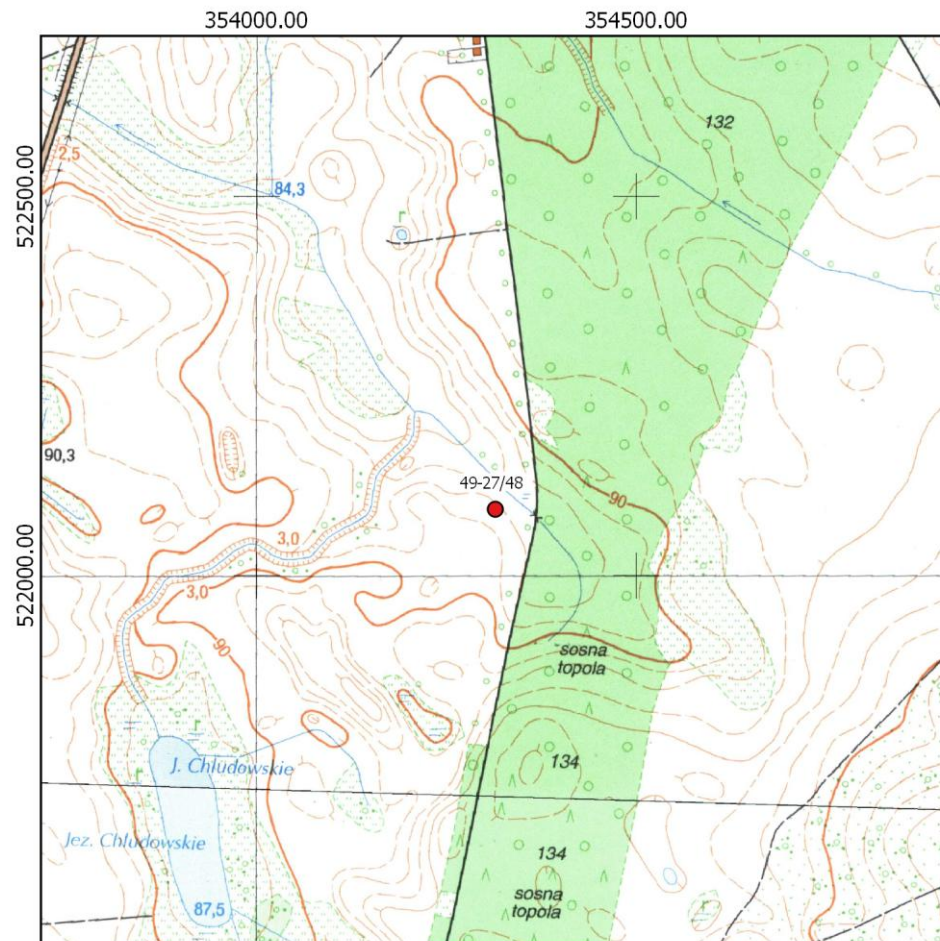 354000.00
354500.00
522500.00
522000.00
132
2,5
84,3
90,3
49-27/48
90
3,0
3,0
90
sosna
topola
J. Chludowskie
134
Jez. Chludowskie
134
sosna
topola
87,5